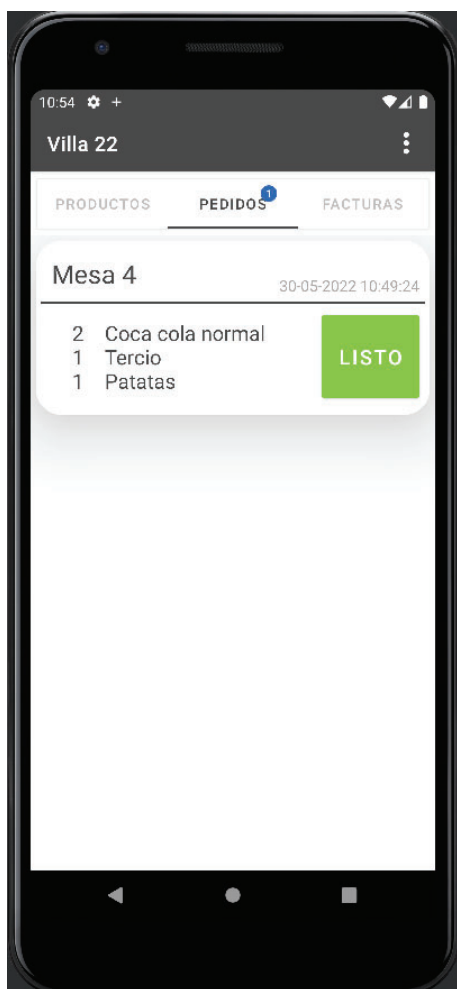 10:54
Villa 22
PRODUCTOS PEDIDOS 1 FACTURAS
Mesa 4
30-05-2022 10:49:24
2 Coca cola normal
1 Tercio
1 Patatas
LISTO